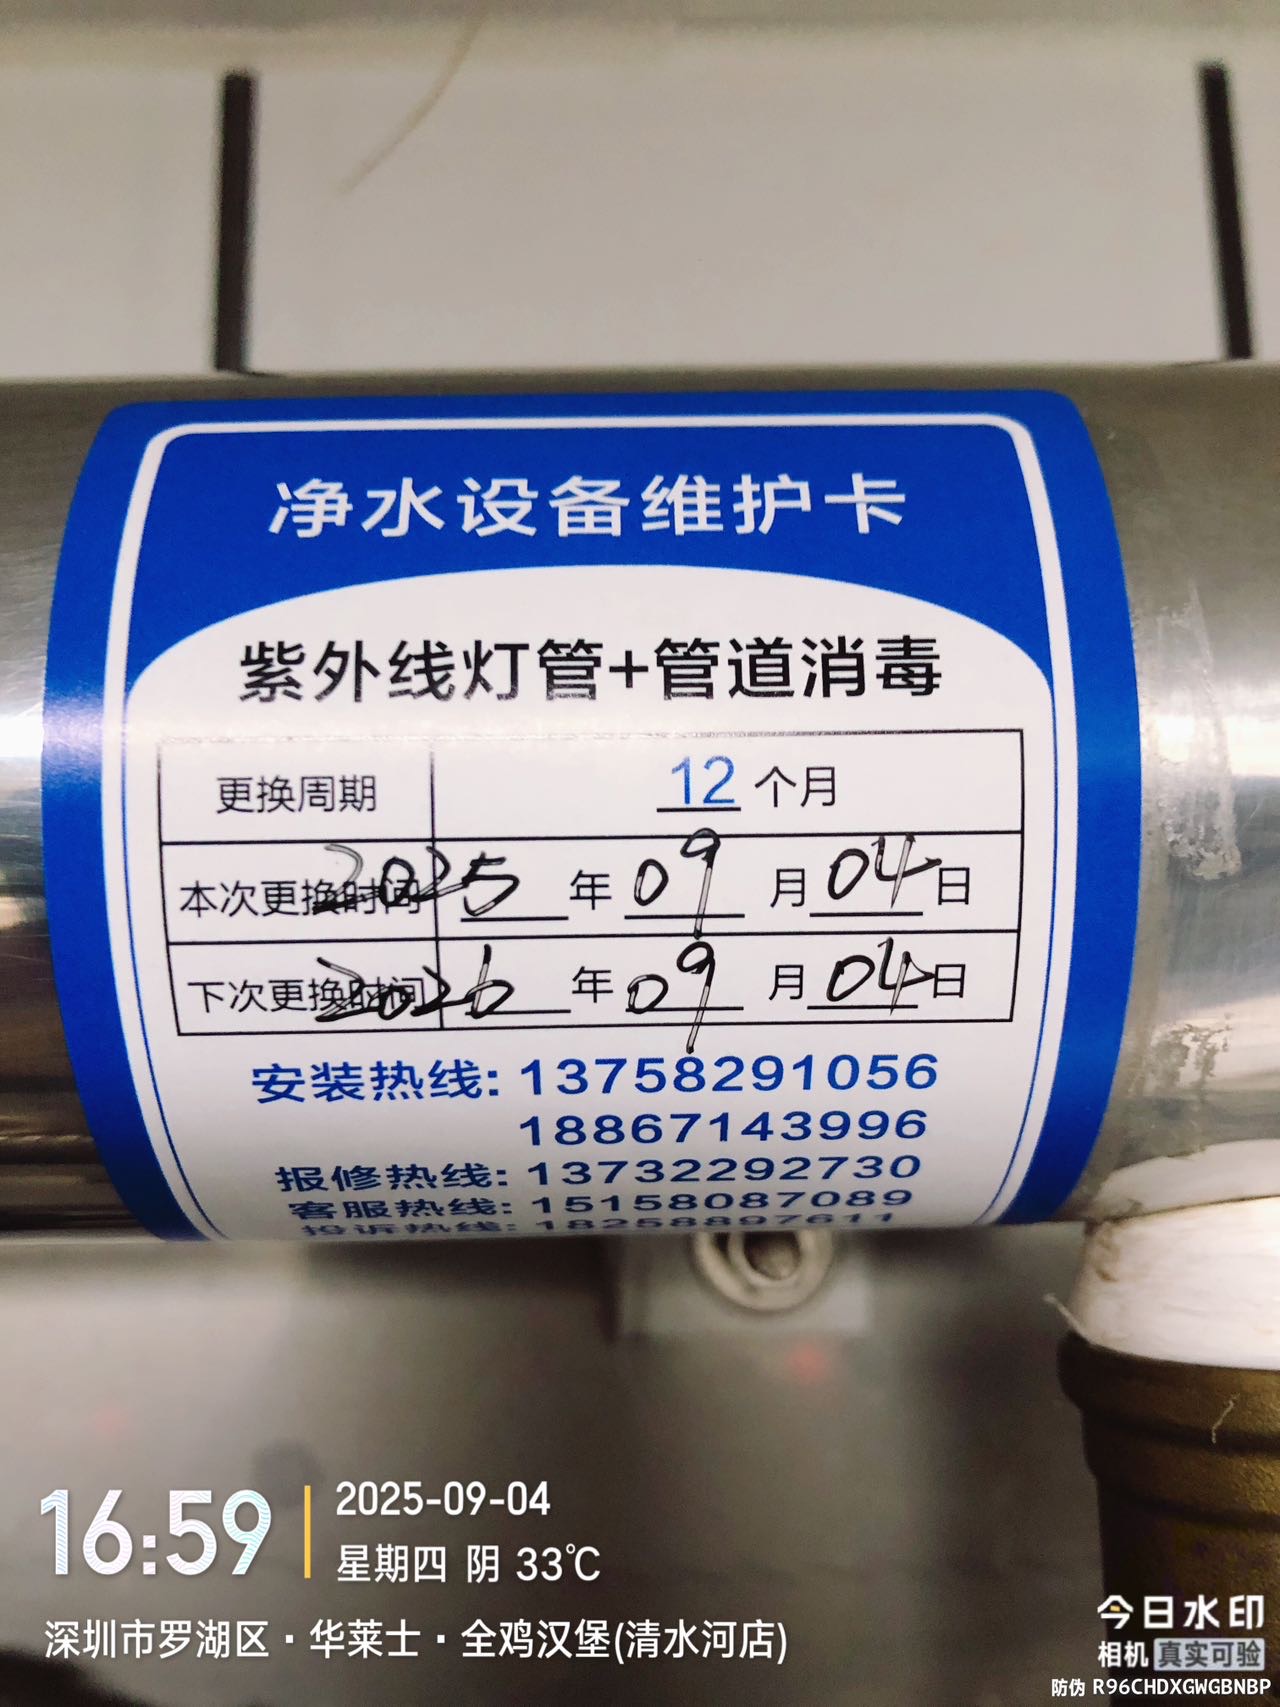 净水设备维护卡
紫外线灯管+管道消毒
更换周期 12 个月
本次更换时间 2025 年 09 月 04 日
下次更换时间 2026 年 09 月 04 日
安装热线: 13758291056
18867143996
报修热线: 13732292730
客服热线: 15158087089
投诉热线: 18258897611
16:59
2025-09-04
星期四 阴 33℃
深圳市罗湖区·华莱士·全鸡汉堡(清水河店)
今日水印
相机 真实可验
防伪 R96CHDXGWGBNBP